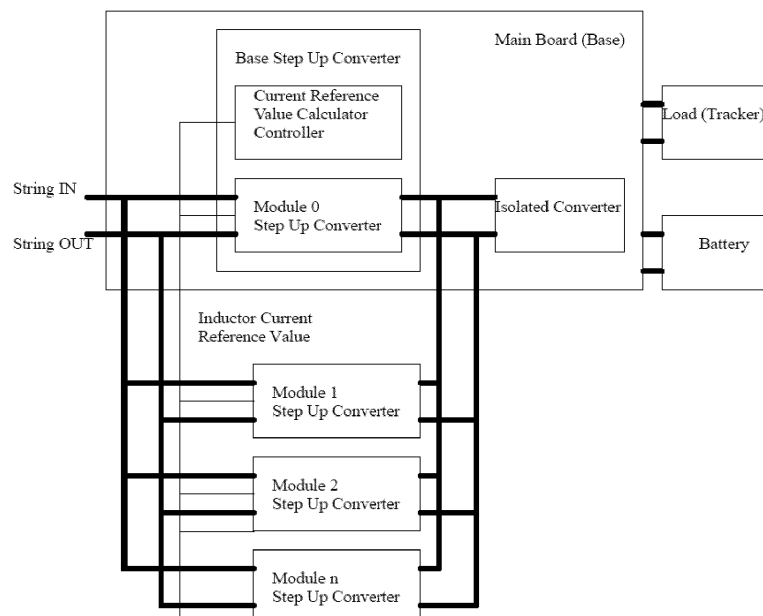 Main Board (Base)
Base Step Up Converter
Current Reference
Value Calculator
Controller
Load (Tracker)
String IN
Module 0
Step Up Converter
Isolated Converter
String OUT
Battery
Inductor Current
Reference Value
Module 1
Step Up Converter
Module 2
Step Up Converter
Module n
Step Up Converter